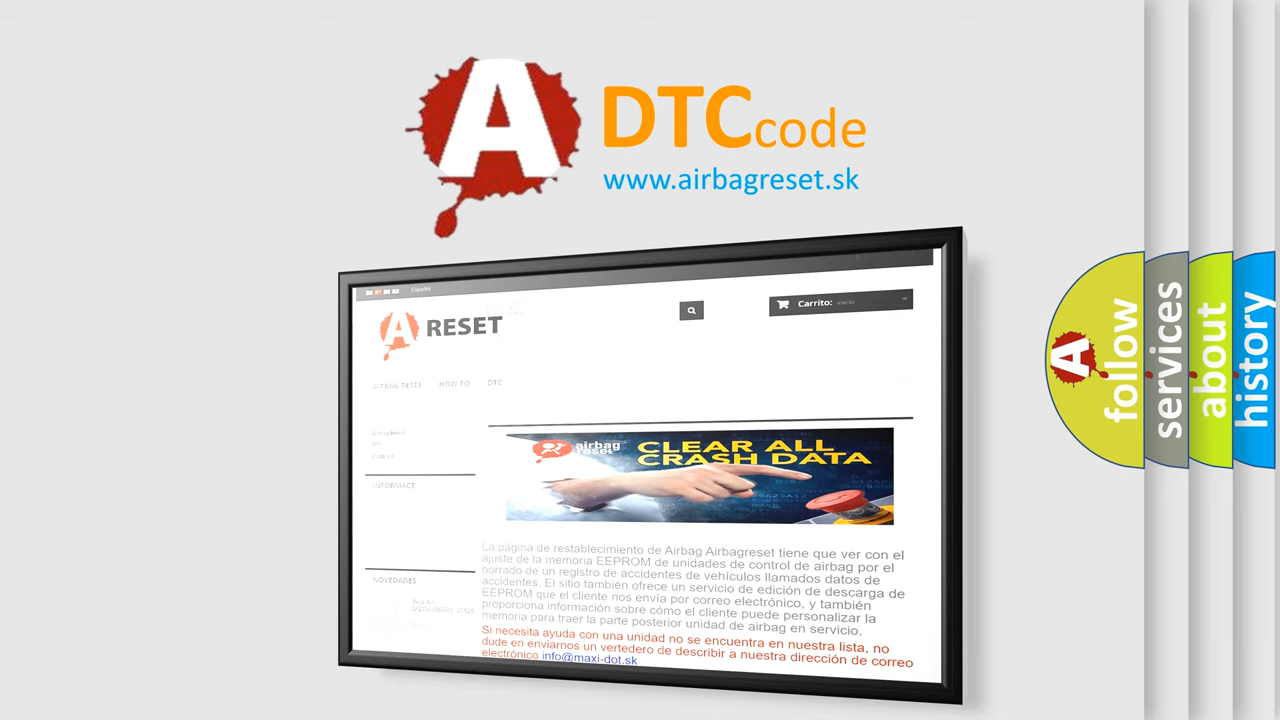 A
DTCcode
www.airbagreset.sk
Español
A RESET
Carrito: vacío
AIRBAG RESET HOW TO DTC
INFORMACE
NOVEDADES
airbag
reset
CLEAR ALL
CRASH DATA
La página de restablecimiento de Airbag Airbagreset tiene que ver con el
ajuste de la memoria EEPROM de unidades de control de airbag por el
borrado de un registro de accidentes de vehículos llamados datos de
accidentes. El sitio también ofrece un servicio de edición de descarga de
EEPROM que el cliente nos envía por correo electrónico, y también
proporciona información sobre cómo el cliente puede personalizar la
memoria para traer la parte posterior unidad de airbag en servicio.
Si necesita ayuda con una unidad no se encuentra en nuestra lista, no
dude en enviarnos un vertedero de describir a nuestra dirección de correo
electrónico info@maxi-dot.sk
A
follow
services
about
history